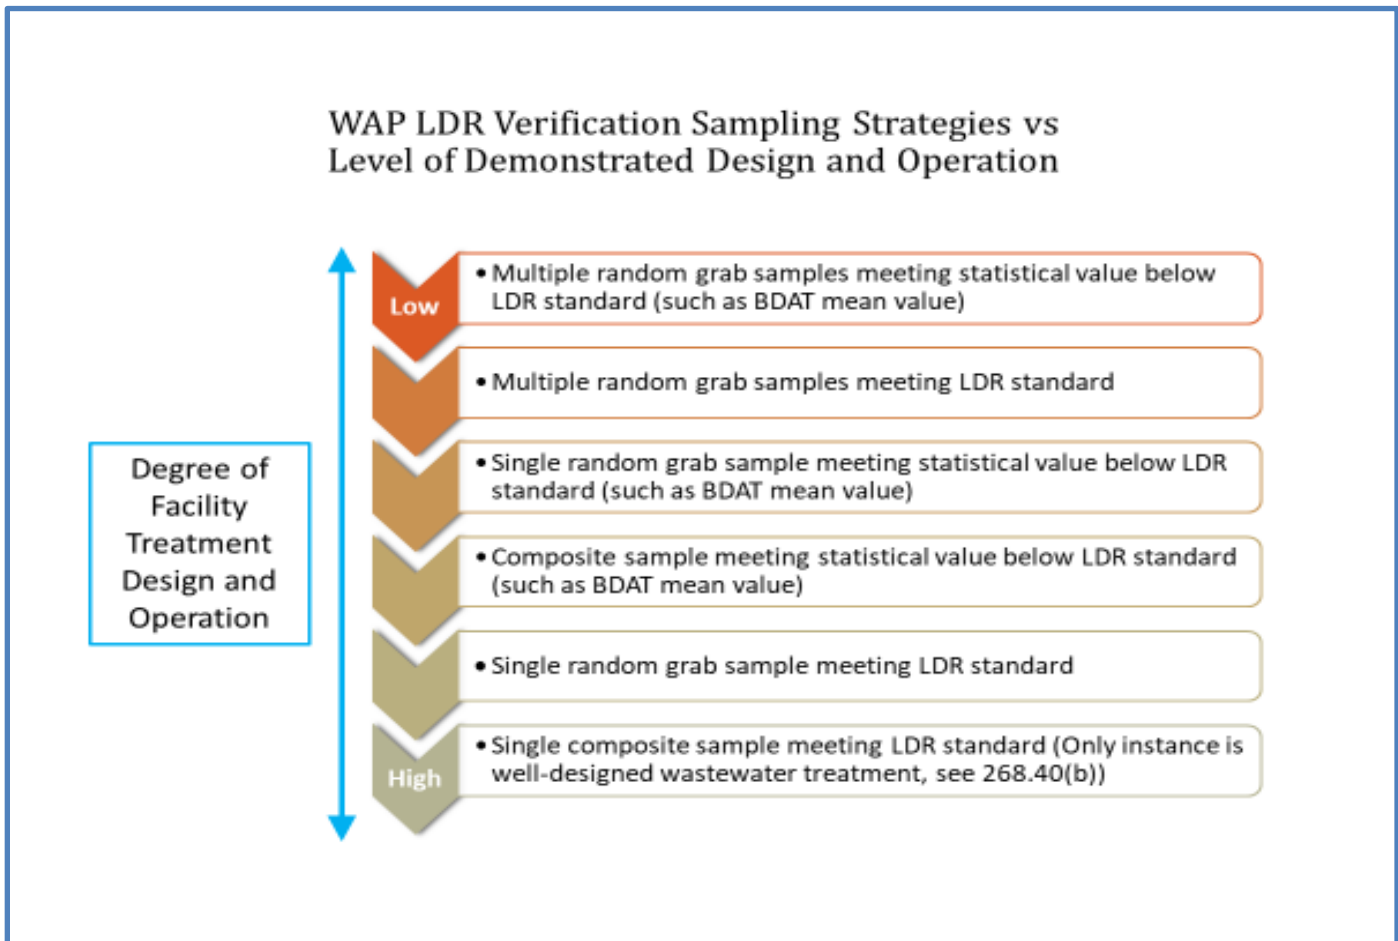 WAP LDR Verification Sampling Strategies vs
Level of Demonstrated Design and Operation
Degree of
Facility
Treatment
Design and
Operation
Low
• Multiple random grab samples meeting statistical value below
LDR standard (such as BDAT mean value)
• Multiple random grab samples meeting LDR standard
• Single random grab sample meeting statistical value below LDR
standard (such as BDAT mean value)
• Composite sample meeting statistical value below LDR standard
(such as BDAT mean value)
• Single random grab sample meeting LDR standard
High
• Single composite sample meeting LDR standard (Only instance is
well-designed wastewater treatment, see 268.40(b))